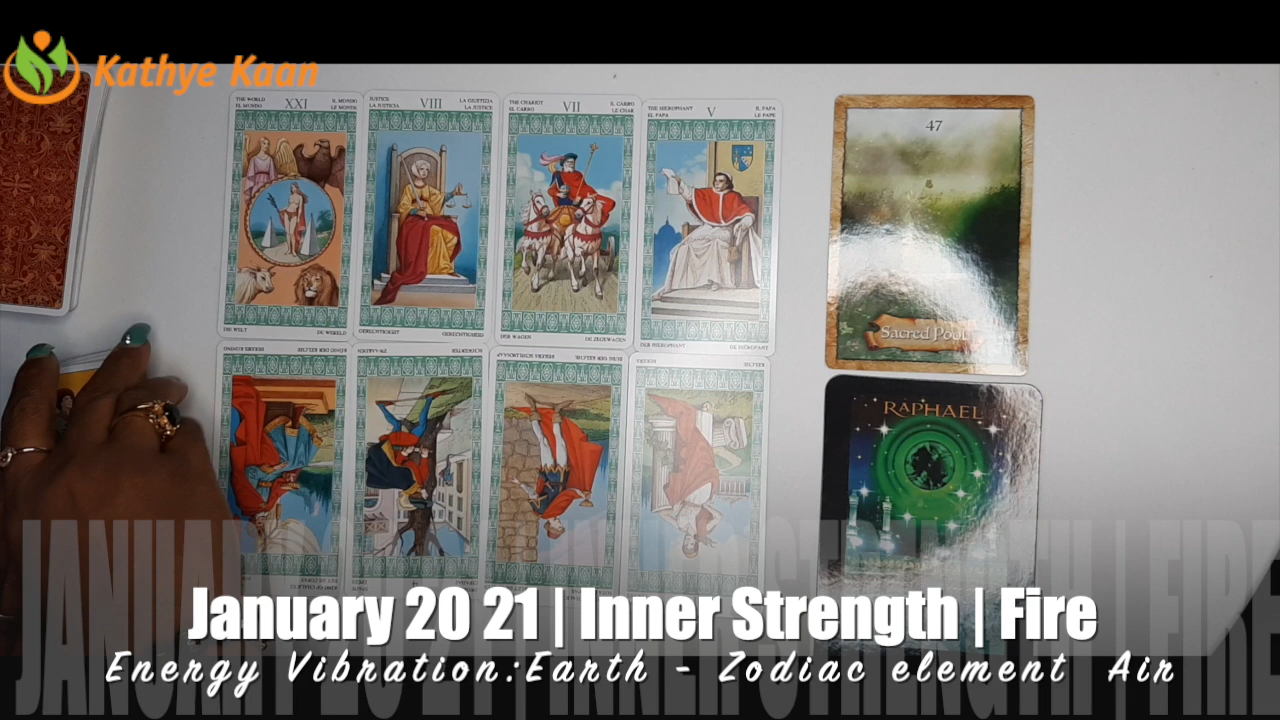 Kathye Kaan
THE WORLD XXI IL MONDO
EL MUNDO LE MONDE
JUSTICE VIII LA GIUSTIZIA
LA JUSTICIA LA JUSTICE
THE CHARIOT VII IL CARRO
EL CARRO LE CHAR
THE HIEROPHANT V IL PAPA
EL PAPA LE PAPE
47
DIE WELT DE WERELD
GERECHTIGKEIT
DER WAGEN DE ZEGEWAGEN
DER HIEROPHANT DE HIËROFANT
Sacred Pool
RAPHAEL
January 20 21 | Inner Strength | Fire
Energy Vibration:Earth - Zodiac element Air